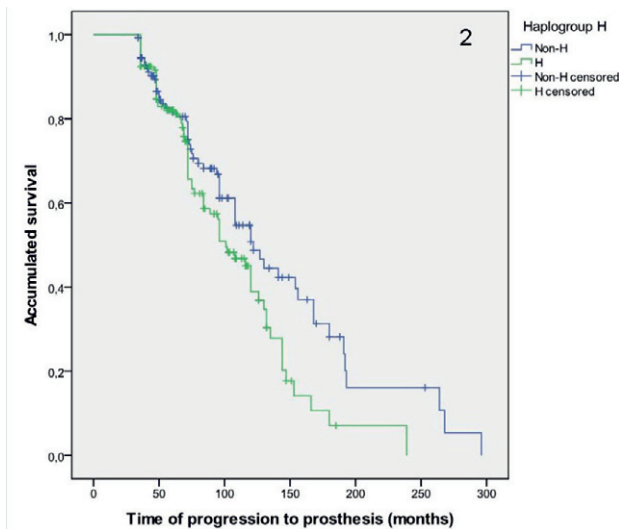 2
Haplogroup H
Non-H
H
Non-H censored
H censored
Accumulated survival
1,0
0,8
0,6
0,4
0,2
0,0
0 50 100 150 200 250 300
Time of progression to prosthesis (months)